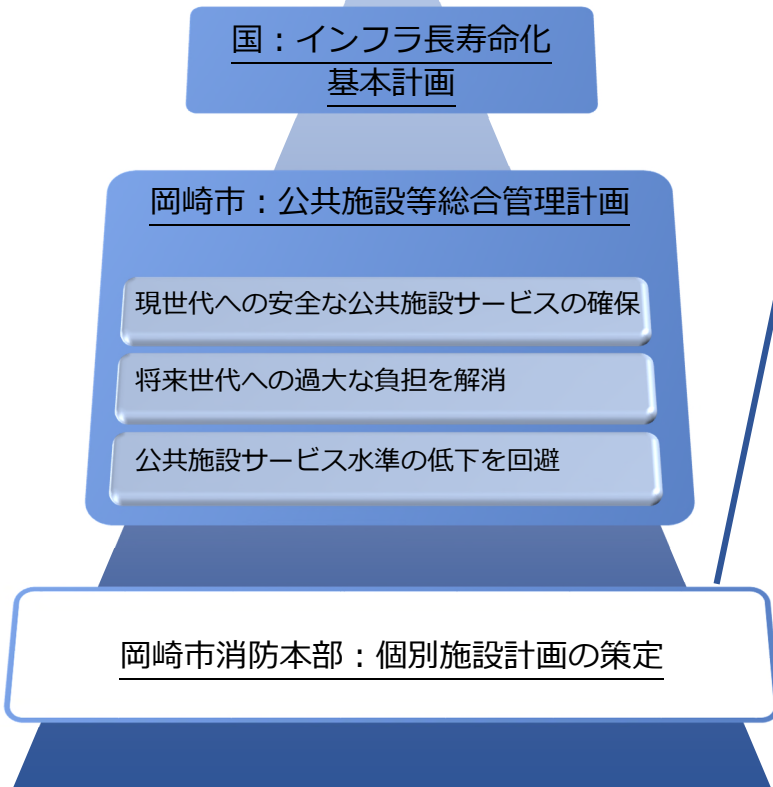 国：インフラ長寿命化
基本計画
岡崎市：公共施設等総合管理計画
現世代への安全な公共施設サービスの確保
将来世代への過大な負担を解消
公共施設サービス水準の低下を回避
岡崎市消防本部：個別施設計画の策定